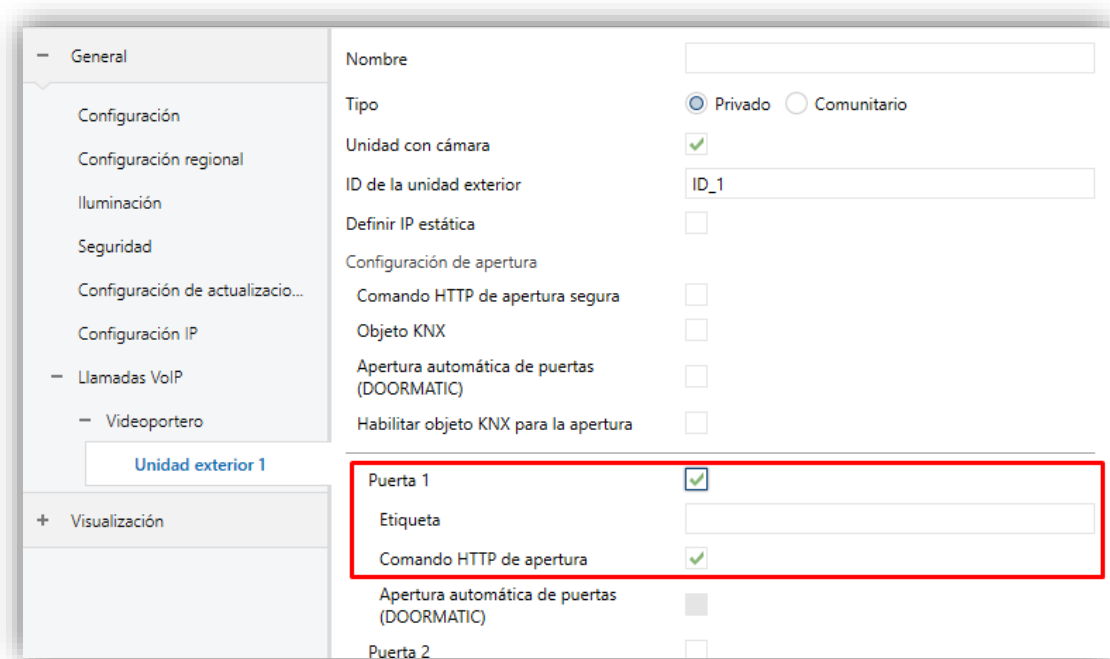 General
Configuración
Configuración regional
Iluminación
Seguridad
Configuración de actualizacio...
Configuración IP
Llamadas VoIP
Videoportero
Unidad exterior 1
Visualización
Nombre
Tipo Privado Comunitario
Unidad con cámara
ID de la unidad exterior ID_1
Definir IP estática
Configuración de apertura
Comando HTTP de apertura segura
Objeto KNX
Apertura automática de puertas
(DOORMATIC)
Habilitar objeto KNX para la apertura
Puerta 1
Etiqueta
Comando HTTP de apertura
Apertura automática de puertas
(DOORMATIC)
Puerta 2